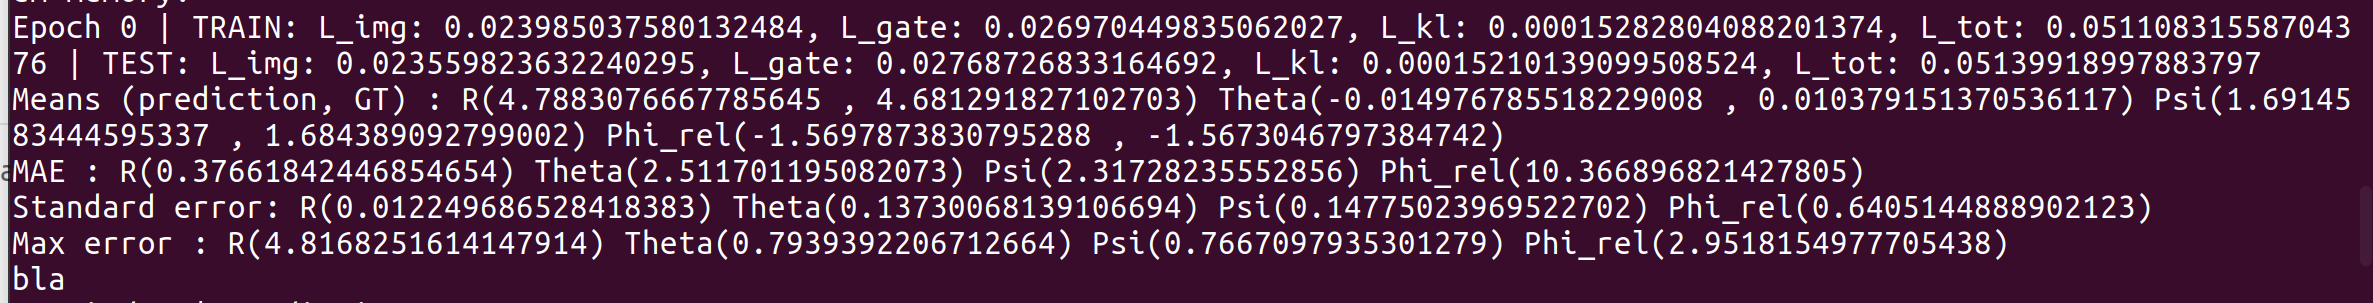 Epoch 0 | TRAIN: L_img: 0.023985037580132484, L_gate: 0.026970449835062027, L_kl: 0.00015282804088201374, L_tot: 0.051108315587043
76 | TEST: L_img: 0.023559823632240295, L_gate: 0.02768726833164692, L_kl: 0.00015210139099508524, L_tot: 0.05139918997883797
Means (prediction, GT) : R(4.7883076667785645 , 4.681291827102703) Theta(-0.014976785518229008 , 0.010379151370536117) Psi(1.69145
83444595337 , 1.684389092799002) Phi_rel(-1.5697873830795288 , -1.5673046797384742)
MAE : R(0.37661842446854654) Theta(2.511701195082073) Psi(2.31728235552856) Phi_rel(10.366896821427805)
Standard error: R(0.012249686528418383) Theta(0.13730068139106694) Psi(0.14775023969522702) Phi_rel(0.6405144888902123)
Max error : R(4.8168251614147914) Theta(0.7939392206712664) Psi(0.7667097935301279) Phi_rel(2.9518154977705438)
bla